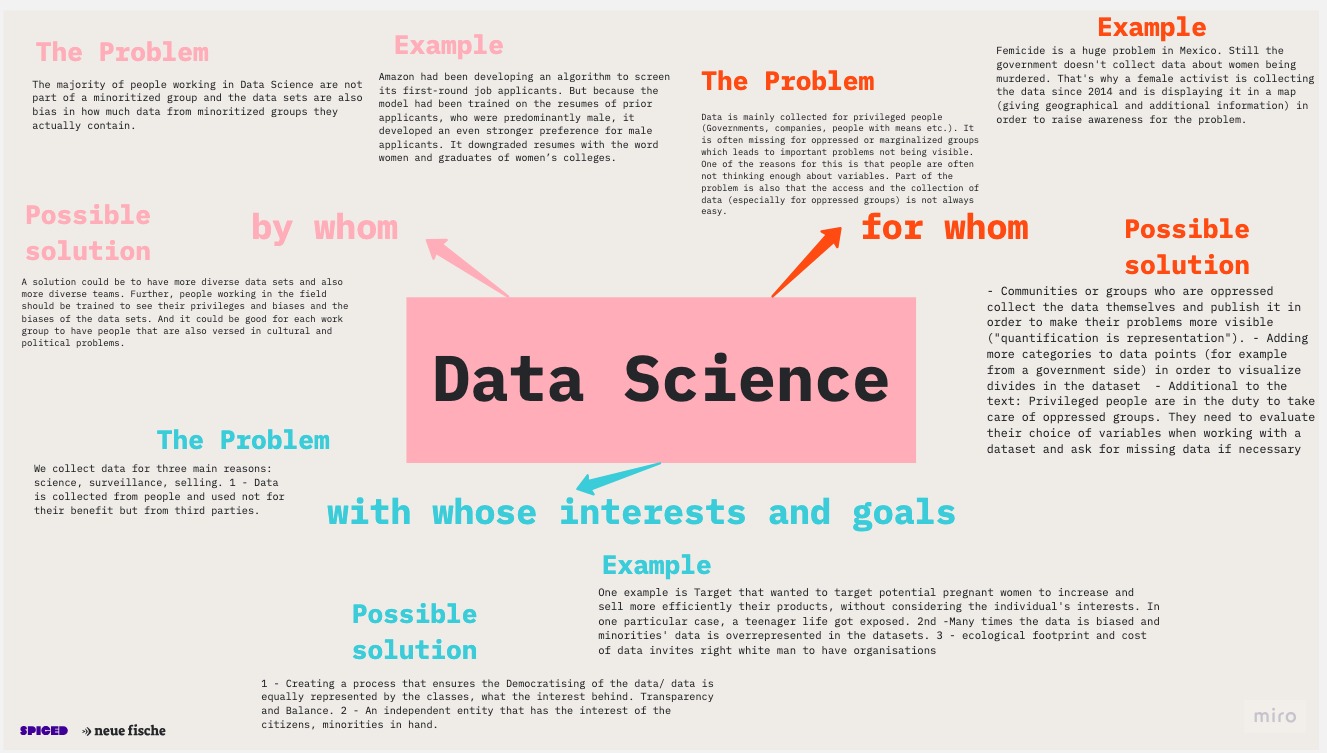 The Problem
The majority of people working in Data Science are not
part of a minoritized group and the data sets are also
bias in how much data from minoritized groups they
actually contain.
Example
Amazon had been developing an algorithm to screen
its first-round job applicants. But because the
model had been trained on the resumes of prior
applicants, who were predominantly male, it
developed an even stronger preference for male
applicants. It downgraded resumes with the word
women and graduates of women's colleges.
Possible
solution
A solution could be to have more diverse data sets and also
more diverse teams. Further, people working in the field
should be trained to see their privileges and biases and the
biases of the data sets. And it could be good for each work
group to have people that are also versed in cultural and
political problems.
by whom
The Problem
Data is mainly collected for privileged people
(Governments, companies, people with means etc.). It
is often missing for oppressed or marginalized groups
which leads to important problems not being visible.
One of the reasons for this is that people are often
not thinking enough about variables. Part of the
problem is also that the access and the collection of
data (especially for oppressed groups) is not always
easy.
Example
Femicide is a huge problem in Mexico. Still the
government doesn't collect data about women being
murdered. That's why a female activist is collecting
the data since 2014 and is displaying it in a map
(giving geographical and additional information) in
order to raise awareness for the problem.
for whom
Possible
solution
- Communities or groups who are oppressed
collect the data themselves and publish it in
order to make their problems more visible
("quantification is representation"). - Adding
more categories to data points (for example
from a government side) in order to visualize
divides in the dataset - Additional to the
text: Privileged people are in the duty to take
care of oppressed groups. They need to evaluate
their choice of variables when working with a
dataset and ask for missing data if necessary
Data Science
The Problem
We collect data for three main reasons:
science, surveillance, selling. 1 - Data
is collected from people and used not for
their benefit but from third parties.
with whose interests and goals
Example
One example is Target that wanted to target potential pregnant women to increase and
sell more efficiently their products, without considering the individual's interests. In
one particular case, a teenager life got exposed. 2nd -Many times the data is biased and
minorities' data is overrepresented in the datasets. 3 - ecological footprint and cost
of data invites right white man to have organisations
Possible
solution
1 - Creating a process that ensures the Democratising of the data/ data is
equally represented by the classes, what the interest behind. Transparency
and Balance. 2 - An independent entity that has the interest of the
citizens, minorities in hand.
SPICED
neue fische
miro